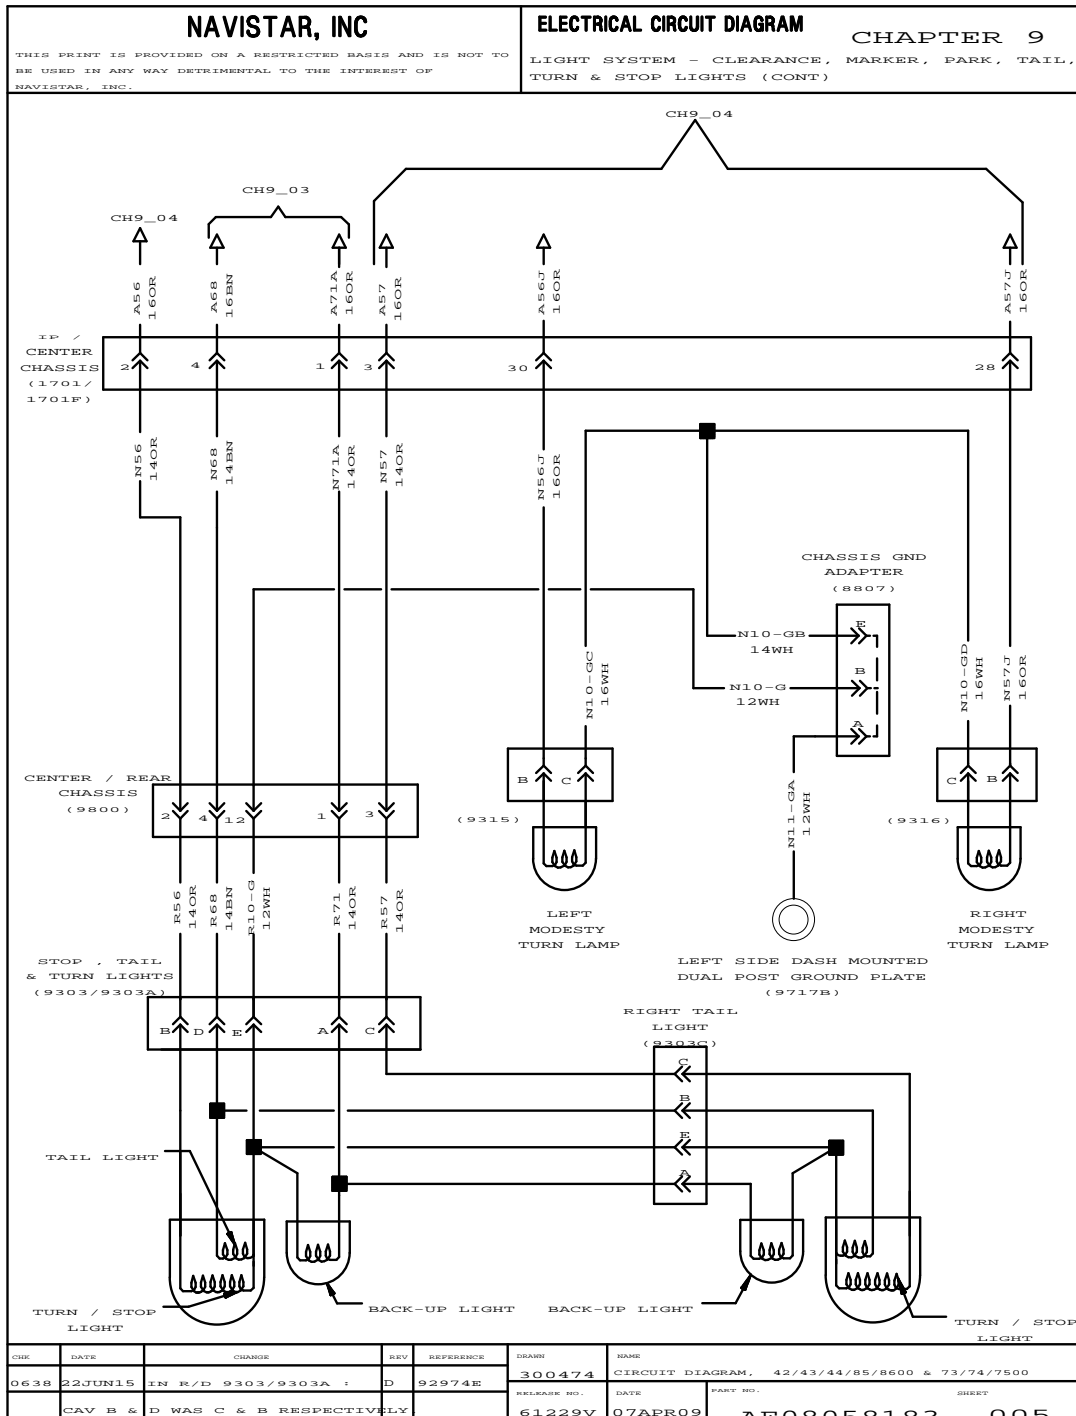 NAVISTAR, INC
THIS PRINT IS PROVIDED ON A RESTRICTED BASIS AND IS NOT TO
BE USED IN ANY WAY DETRIMENTAL TO THE INTEREST OF
NAVISTAR, INC.
ELECTRICAL CIRCUIT DIAGRAM
CHAPTER 9
LIGHT SYSTEM - CLEARANCE, MARKER, PARK, TAIL,
TURN & STOP LIGHTS (CONT)
CH9_04
CH9_03
CH9_04
A56
16OR
A68
16BN
A71A
16OR
A57
16OR
A56J
16OR
A57J
16OR
IP /
CENTER
CHASSIS
(1701/
1701F)
2
4
1
3
30
28
N56
14OR
N68
14BN
N71A
14OR
N57
14OR
N56J
16OR
CHASSIS GND
ADAPTER
(8807)
E
N10-GB
14WH
B
N10-G
12WH
A
N10-GC
16WH
N10-GD
16WH
N57J
16OR
N11-GA
12WH
CENTER / REAR
CHASSIS
(9800)
2
4
12
1
3
B
C
(9315)
C
B
(9316)
R56
14OR
R68
14BN
R10-G
12WH
R71
14OR
R57
14OR
LEFT
MODESTY
TURN LAMP
RIGHT
MODESTY
TURN LAMP
LEFT SIDE DASH MOUNTED
DUAL POST GROUND PLATE
(9717B)
STOP , TAIL
& TURN LIGHTS
(9303/9303A)
B
D
E
A
C
RIGHT TAIL
LIGHT
(9303C)
C
B
E
A
TAIL LIGHT
TURN / STOP
LIGHT
BACK-UP LIGHT
BACK-UP LIGHT
TURN / STOP
LIGHT
CHK
DATE
CHANGE
REV
REFERENCE
DRAWN
300474
NAME
CIRCUIT DIAGRAM, 42/43/44/85/8600 & 73/74/7500
0638
22JUN15
IN R/D 9303/9303A :
D
92974E
CAV B & D WAS C & B RESPECTIVELY
RELEASE NO.
61229V
DATE
07APR09
PART NO.
SHEET
005